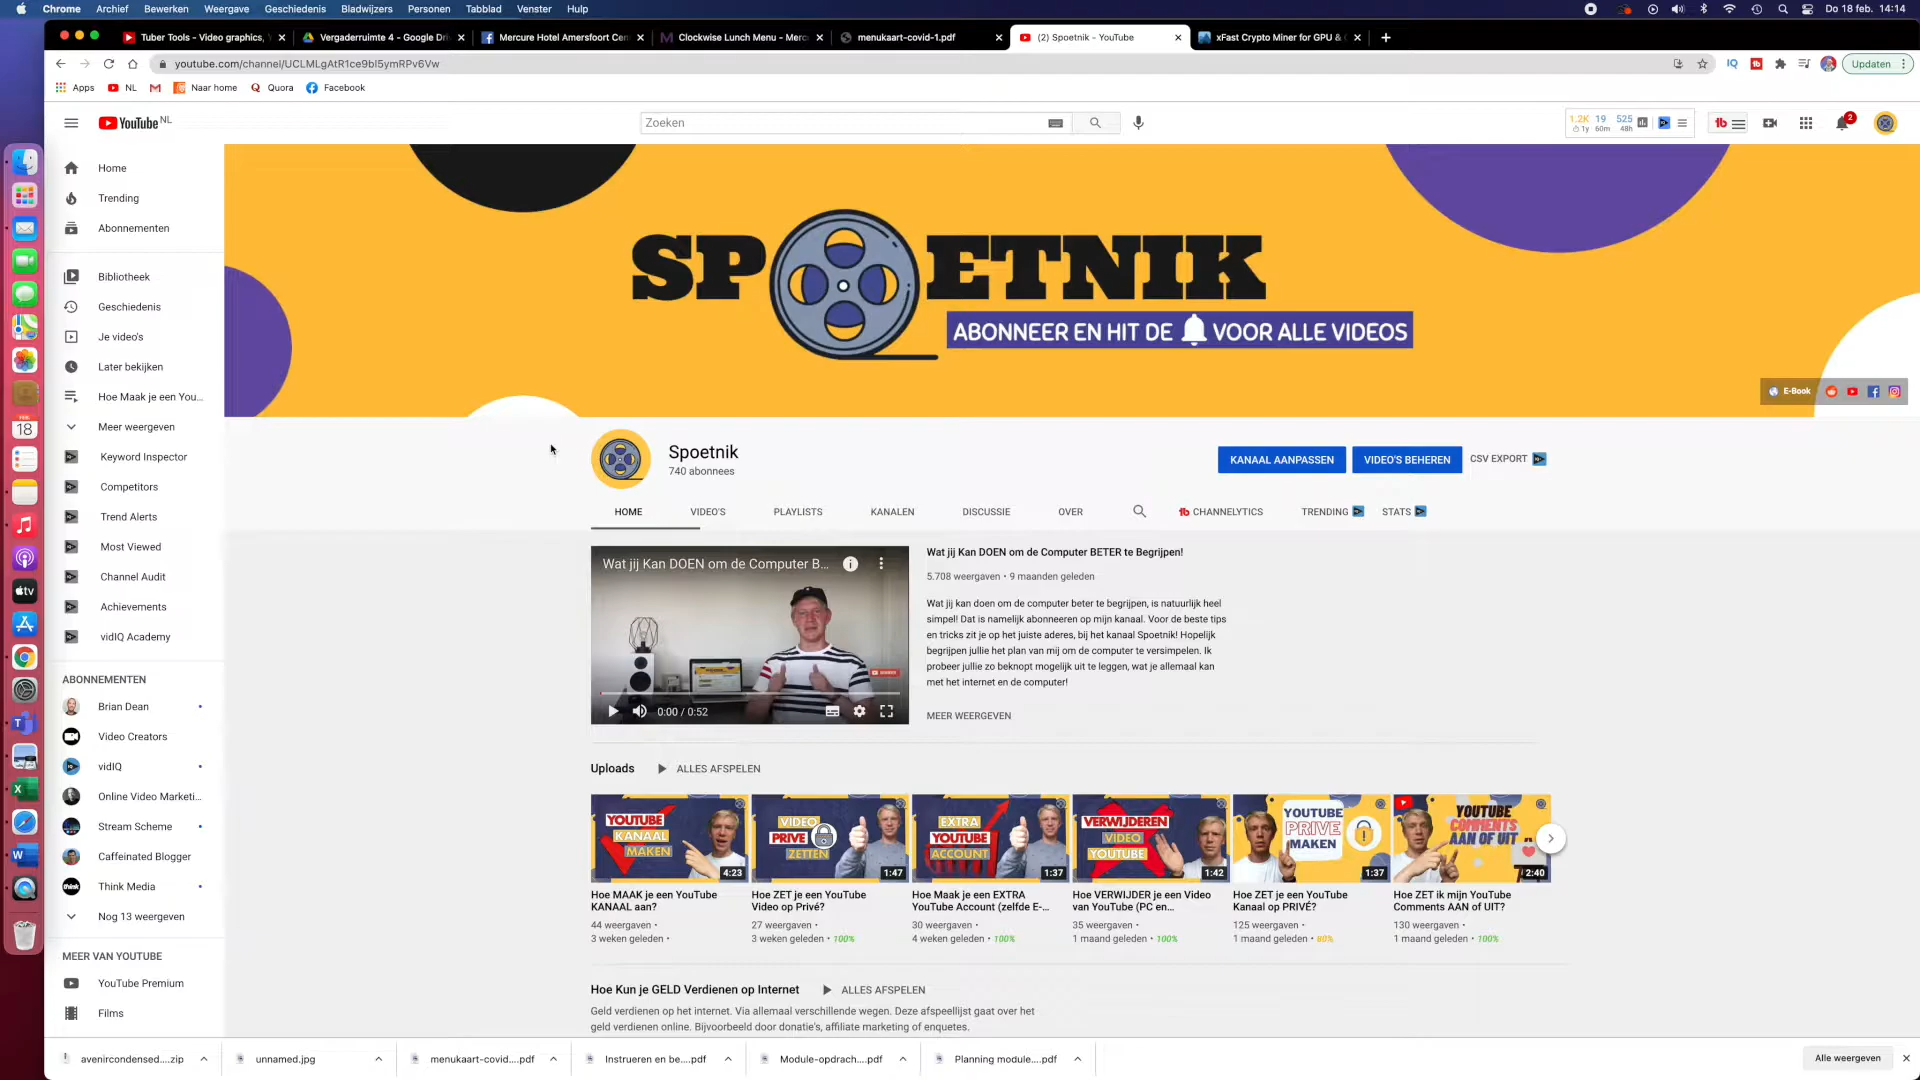 Chrome Archief Bewerken Weergave Geschiedenis Bladwijzers Personen Tabblad Venster Hulp Do 18 feb. 14:14
Tuber Tools - Video graphics, Vergaderruimte 4 - Google Dri Mercure Hotel Amersfoort Cen Clockwise Lunch Menu - Merc menukaart-covid-1.pdf (2) Spoetnik - YouTube xFast Crypto Miner for GPU &
youtube.com/channel/UCLMLgAtR1ce9bI5ymRPv6Vw Updaten
Apps NL Naar home Quora Facebook
YouTube NL Zoeken 1.2K 19 525 2
1y 60m 48h
Home
Trending
Abonnementen
Bibliotheek
Geschiedenis
Je video's
Later bekijken
Hoe Maak je een You...
Meer weergeven
Keyword Inspector
Competitors
Trend Alerts
Most Viewed
Channel Audit
Achievements
vidIQ Academy
ABONNEMENTEN
Brian Dean
Video Creators
vidIQ
Online Video Marketi...
Stream Scheme
Caffeinated Blogger
Think Media
Nog 13 weergeven
MEER VAN YOUTUBE
YouTube Premium
Films
SPOETNIK
ABONNEER EN HIT DE VOOR ALLE VIDEOS
E-Book
Spoetnik
740 abonnees
KANAAL AANPASSEN VIDEO'S BEHEREN CSV EXPORT
HOME VIDEO'S PLAYLISTS KANALEN DISCUSSIE OVER CHANNELYTICS TRENDING STATS
Wat jij Kan DOEN om de Computer B...
0:00 / 0:52
Wat jij Kan DOEN om de Computer BETER te Begrijpen!
5.708 weergaven • 9 maanden geleden
Wat jij kan doen om de computer beter te begrijpen, is natuurlijk heel
simpel! Dat is namelijk abonneeren op mijn kanaal. Voor de beste tips
en tricks zit je op het juiste aderes, bij het kanaal Spoetnik! Hopelijk
begrijpen jullie het plan van mij om de computer te versimpelen. Ik
probeer jullie zo beknopt mogelijk uit te leggen, wat je allemaal kan
met het internet en de computer!
MEER WEERGEVEN
Uploads ALLES AFSPELEN
YOUTUBE KANAAL MAKEN 4:23
VIDEO PRIVE ZETTEN 1:47
EXTRA YOUTUBE ACCOUNT 1:37
VERWIJDEREN VIDEO YOUTUBE 1:42
YOUTUBE PRIVE MAKEN 1:37
YOUTUBE COMMENTS AAN OF UIT 2:40
Hoe MAAK je een YouTube
KANAAL aan?
44 weergaven •
3 weken geleden •
Hoe ZET je een YouTube
Video op Privé?
27 weergaven •
3 weken geleden • 100%
Hoe Maak je een EXTRA
YouTube Account (zelfde E-...
30 weergaven •
4 weken geleden • 100%
Hoe VERWIJDER je een Video
van YouTube (PC en...
35 weergaven •
1 maand geleden • 100%
Hoe ZET je een YouTube
Kanaal op PRIVÉ?
125 weergaven •
1 maand geleden • 80%
Hoe ZET ik mijn YouTube
Comments AAN of UIT?
130 weergaven •
1 maand geleden • 100%
Hoe Kun je GELD Verdienen op Internet ALLES AFSPELEN
Geld verdienen op het internet. Via allemaal verschillende wegen. Deze afspeellijst gaat over het
geld verdienen online. Bijvoorbeeld door donatie's, affiliate marketing of enquetes.
avenircondensed....zip unnamed.jpg menukaart-covid....pdf Instrueren en be....pdf Module-opdrach....pdf Planning module....pdf Alle weergeven